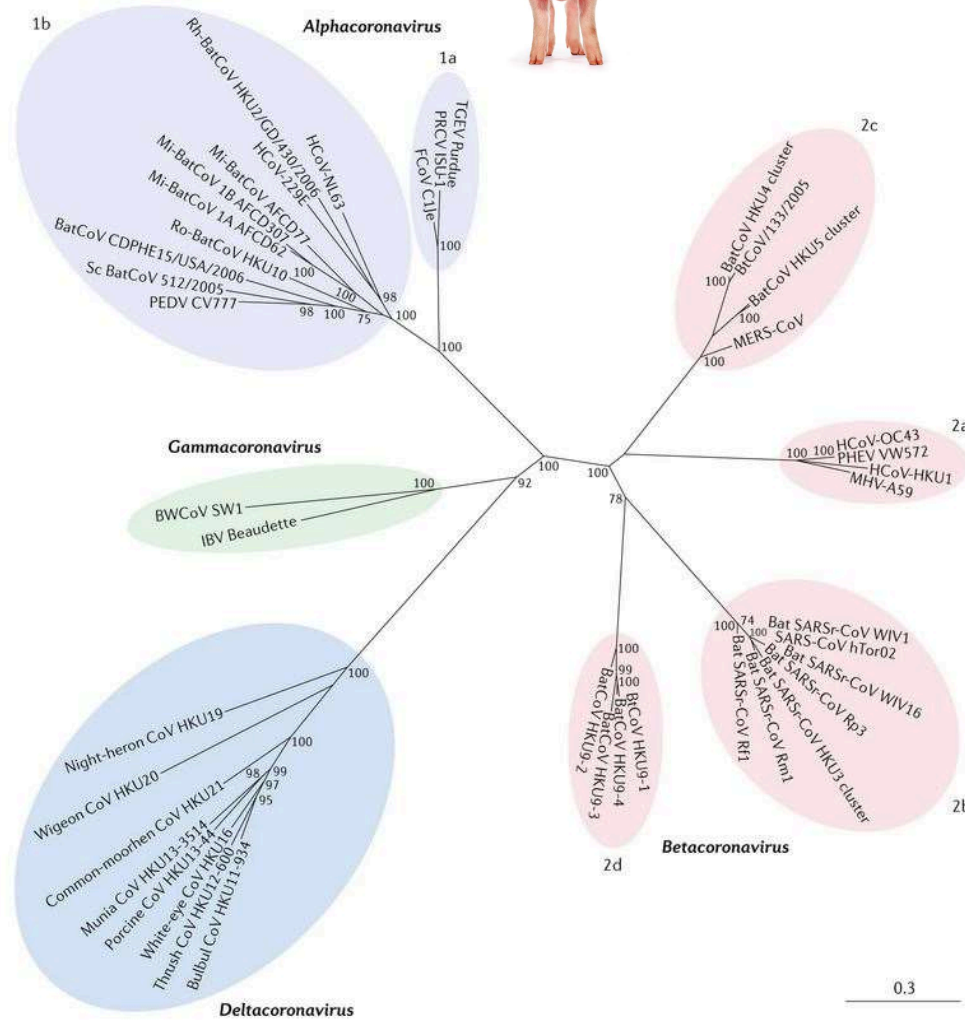 1b
Alphacoronavirus
1a
Rh-BatCoV HKU2/GD/430/2006
HCoV-NL63
HCoV-229E
Mi-BatCoV AFCD77
Mi-BatCoV 1B AFCD307
Mi-BatCoV 1A AFCD62
Ro-BatCoV HKU10
BatCoV CDPHE15/USA/2006
Sc BatCoV 512/2005
PEDV CV777
100
100
98
98
100
75
100
TGEV Purdue
PRCV ISU-1
FCoV C1Je
100
100
2c
BatCoV HKU4 cluster
BtCoV/133/2005
BatCoV HKU5 cluster
MERS-CoV
100
100
100
2a
HCoV-OC43
PHEV VW572
HCoV-HKU1
MHV-A59
100 100
Gammacoronavirus
100
BWCoV SW1
IBV Beaudette
100
92
100
78
74
100
100
Bat SARSr-CoV WIV1
SARS-CoV hTor02
Bat SARSr-CoV WIV16
Bat SARSr-CoV Rp3
Bat SARSr-CoV HKU3 cluster
Bat SARSr-CoV Rm1
Bat SARSr-CoV Rf1
2b
100
99
100
BtCoV HKU9-1
BatCoV HKU9-4
BatCoV HKU9-3
BatCoV HKU9-2
2d
Betacoronavirus
100
Night-heron CoV HKU19
Wigeon CoV HKU20
100
98
99
97
95
Common-moorhen CoV HKU21
Munia CoV HKU13-3514
Porcine CoV HKU13-44
White-eye CoV HKU16
Thrush CoV HKU12-600
Bulbul CoV HKU11-934
Deltacoronavirus
0.3